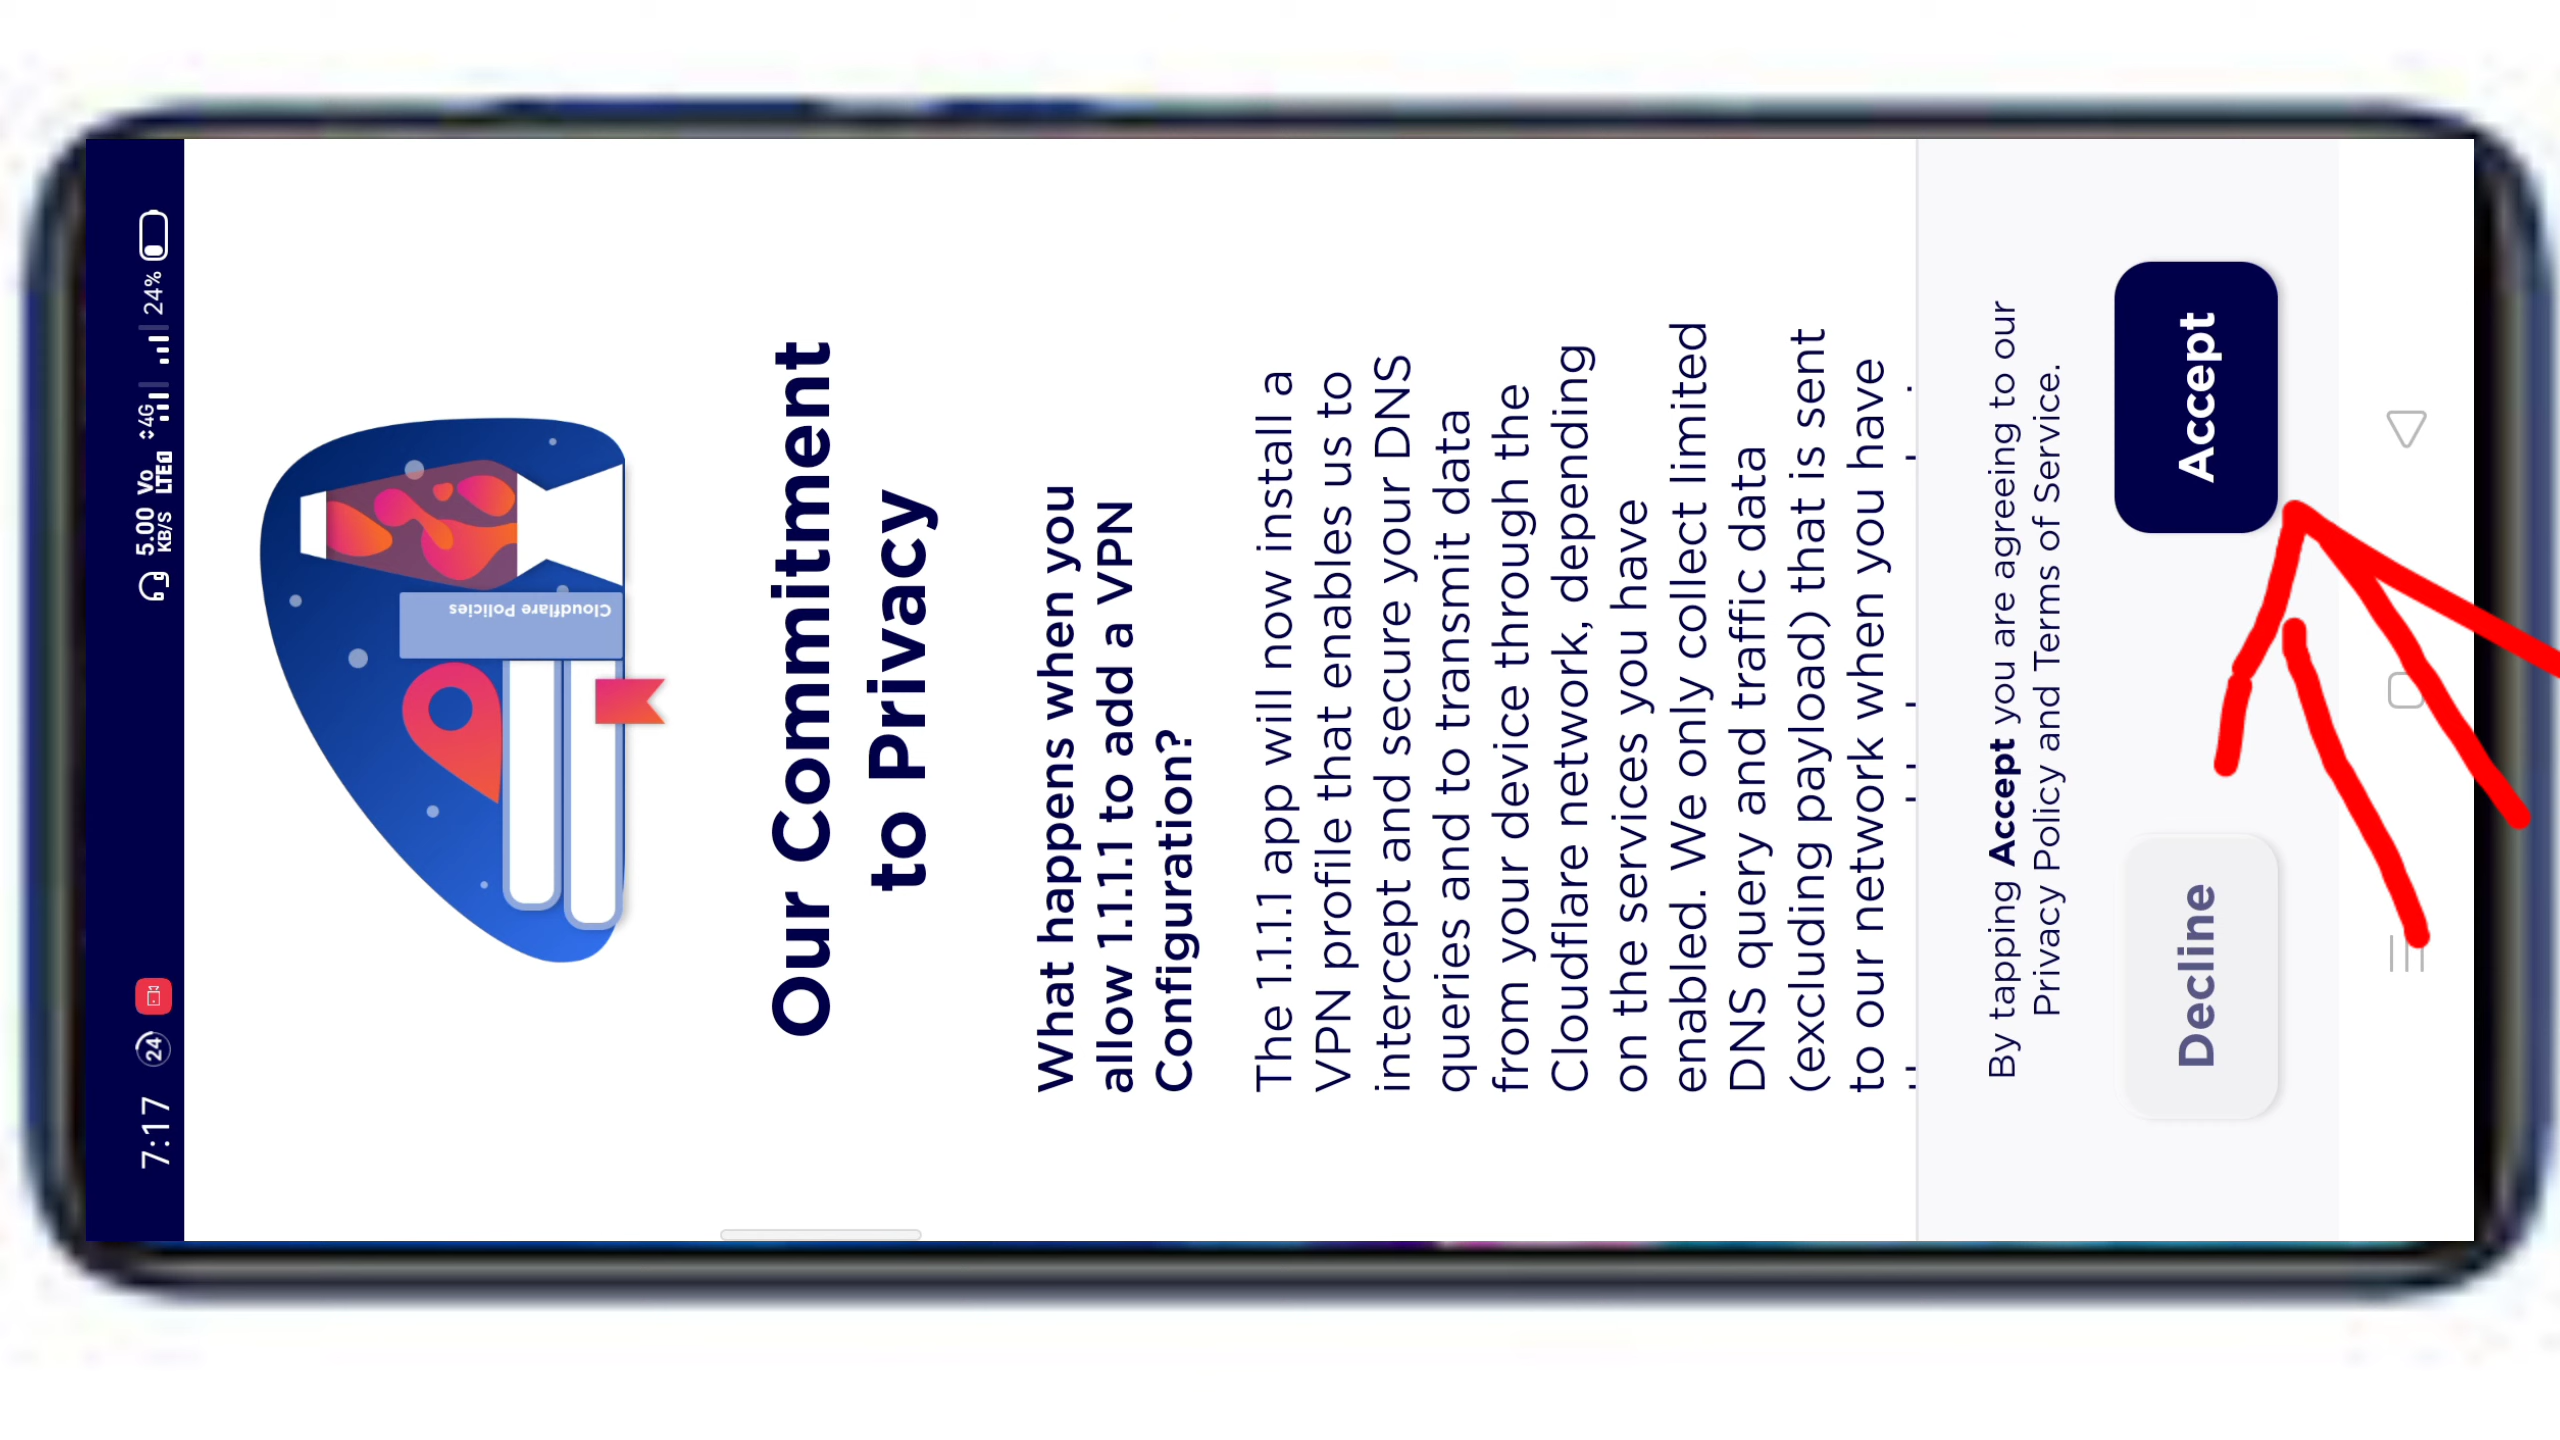 7:17 24 5.00 KB/S Vo LTE1 4G 24%
Cloudflare Policies
Our Commitment
to Privacy
What happens when you
allow 1.1.1.1 to add a VPN
Configuration?
The 1.1.1.1 app will now install a
VPN profile that enables us to
intercept and secure your DNS
queries and to transmit data
from your device through the
Cloudflare network, depending
on the services you have
enabled. We only collect limited
DNS query and traffic data
(excluding payload) that is sent
to our network when you have
By tapping Accept you are agreeing to our
Privacy Policy and Terms of Service.
Decline Accept